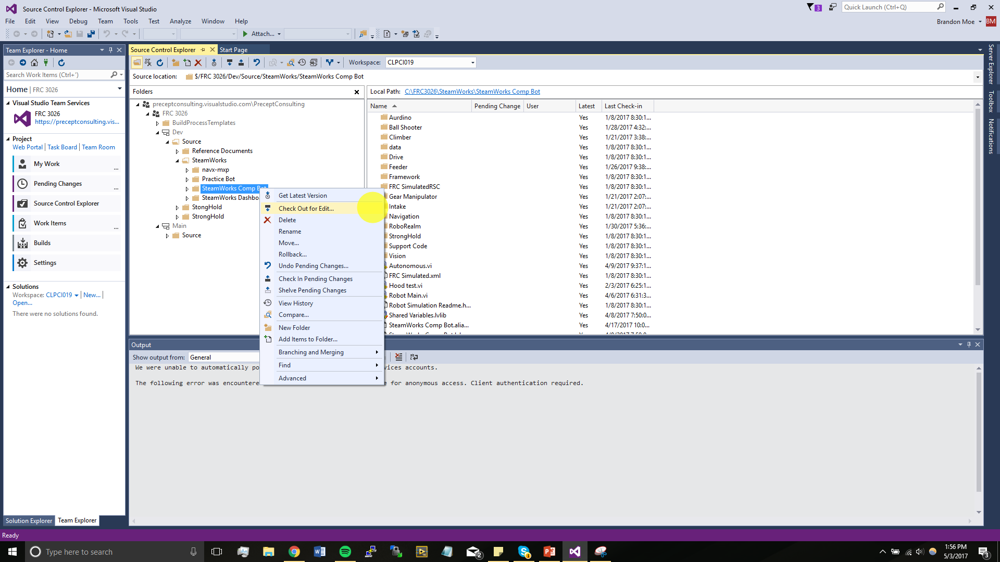 Source Control Explorer - Microsoft Visual Studio
3
Quick Launch (Ctrl+Q)
File Edit View Debug Team Tools Test Analyze Window Help
Brandon Moe BM
Attach...
Team Explorer - Home
Source Control Explorer
Start Page
Server Explorer
Toolbox
Notifications
Workspace: CLPCI019
Search Work Items (Ctrl+')
Source location: $/FRC 3026/Dev/Source/SteamWorks/SteamWorks Comp Bot
Home | FRC 3026
Visual Studio Team Services
FRC 3026
https://preceptconsulting.vis...
Project
Web Portal | Task Board | Team Room
My Work
...
Pending Changes
...
Source Control Explorer
Work Items
...
Builds
Settings
Solutions
Workspace: CLPCI019 | New... |
Open...
There were no solutions found.
Solution Explorer Team Explorer
Folders
preceptconsulting.visualstudio.com\PreceptConsulting
FRC 3026
BuildProcessTemplates
Dev
Source
Reference Documents
SteamWorks
navx-mxp
Practice Bot
SteamWorks Comp Bot
SteamWorks Dashbo
StongHold
StrongHold
Main
Source
Get Latest Version
Check Out for Edit...
Delete
Rename
Move...
Rollback...
Undo Pending Changes...
Check In Pending Changes
Shelve Pending Changes
View History
Compare...
New Folder
Add Items to Folder...
Branching and Merging
Find
Advanced
Local Path: C:\FRC3026\SteamWorks\SteamWorks Comp Bot
Name Pending Change User Latest Last Check-in
Aurdino Yes 1/8/2017 8:30:1...
Ball Shooter Yes 1/28/2017 4:32:...
Climber Yes 1/21/2017 3:38:...
data Yes 1/8/2017 8:30:1...
Drive Yes 1/8/2017 8:30:1...
Feeder Yes 1/26/2017 9:38:...
Framework Yes 1/8/2017 8:30:1...
FRC SimulatedRSC Yes 1/8/2017 8:30:1...
Gear Manipulator Yes 1/21/2017 2:07:...
Intake Yes 1/21/2017 2:07:...
Navigation Yes 1/8/2017 8:30:1...
RoboRealm Yes 1/30/2017 5:36:...
StrongHold Yes 1/8/2017 8:30:1...
Support Code Yes 1/8/2017 8:30:1...
Vision Yes 1/8/2017 8:30:1...
Autonomous.vi Yes 4/9/2017 9:37:1...
FRC Simulated.xml Yes 1/8/2017 8:30:1...
Hood test.vi Yes 2/3/2017 6:25:1...
Robot Main.vi Yes 4/6/2017 6:31:3...
Robot Simulation Readme.h... Yes 1/8/2017 8:30:1...
Shared Variables.lvlib Yes 4/8/2017 7:50:0...
SteamWorks Comp Bot.alia... Yes 4/17/2017 10:0...
Output
Show output from: General
We were unable to automatically po vices accounts.
The following error was encountere e for anonymous access. Client authentication required.
Ready
Type here to search
2
1
1:56 PM
5/3/2017
3